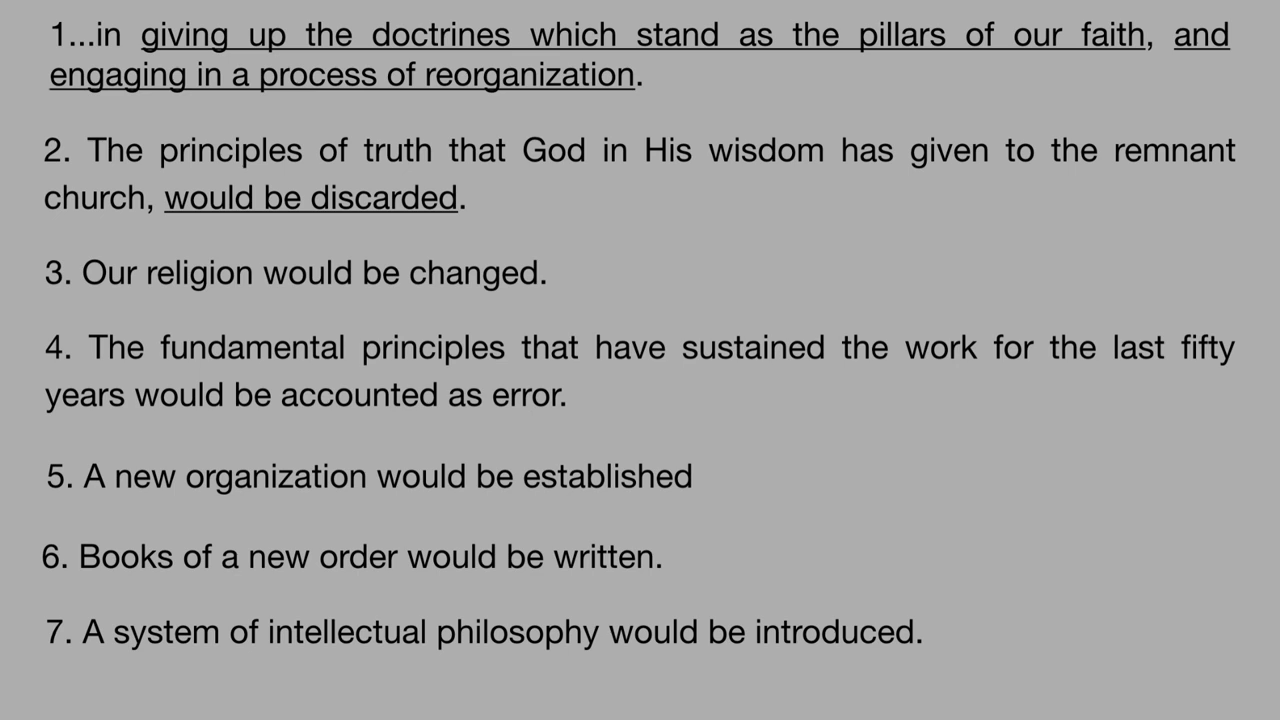 1...in giving up the doctrines which stand as the pillars of our faith, and
engaging in a process of reorganization.
2. The principles of truth that God in His wisdom has given to the remnant
church, would be discarded.
3. Our religion would be changed.
4. The fundamental principles that have sustained the work for the last fifty
years would be accounted as error.
5. A new organization would be established
6. Books of a new order would be written.
7. A system of intellectual philosophy would be introduced.